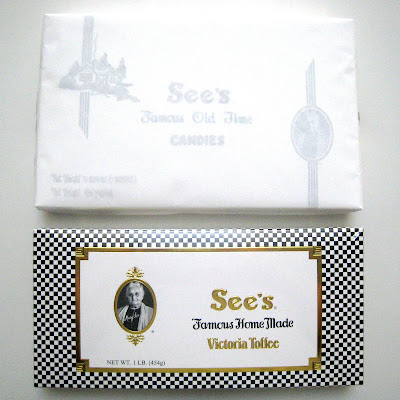 See's
Famous Old Time
CANDIES
See's
Famous Home Made
Victoria Toffee
NET WT. 1 LB. (454g)